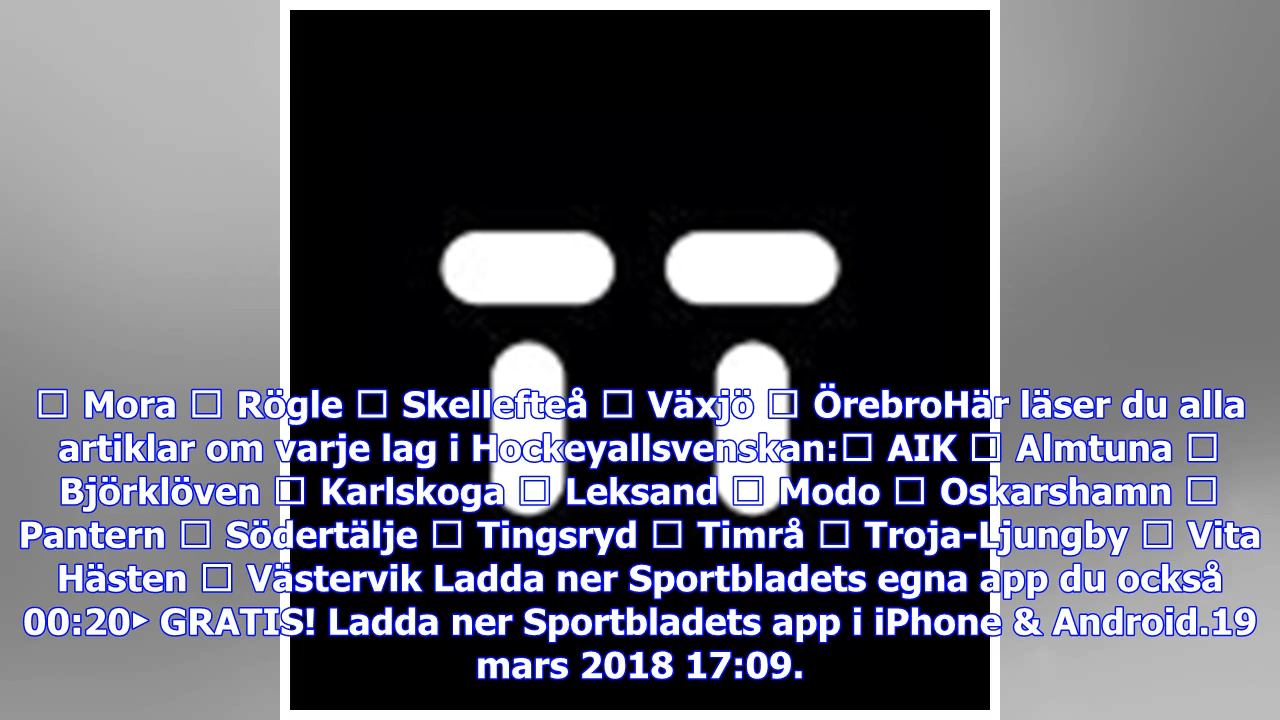 □ Mora □ Rögle □ Skellefteå □ Växjö □ ÖrebroHär läser du alla
artiklar om varje lag i Hockeyallsvenskan:□ AIK □ Almtuna □
Björklöven □ Karlskoga □ Leksand □ Modo □ Oskarshamn □
Pantern □ Södertälje □ Tingsryd □ Timrå □ Troja-Ljungby □ Vita
Hästen □ Västervik Ladda ner Sportbladets egna app du också
00:20‣ GRATIS! Ladda ner Sportbladets app i iPhone & Android.19
mars 2018 17:09.